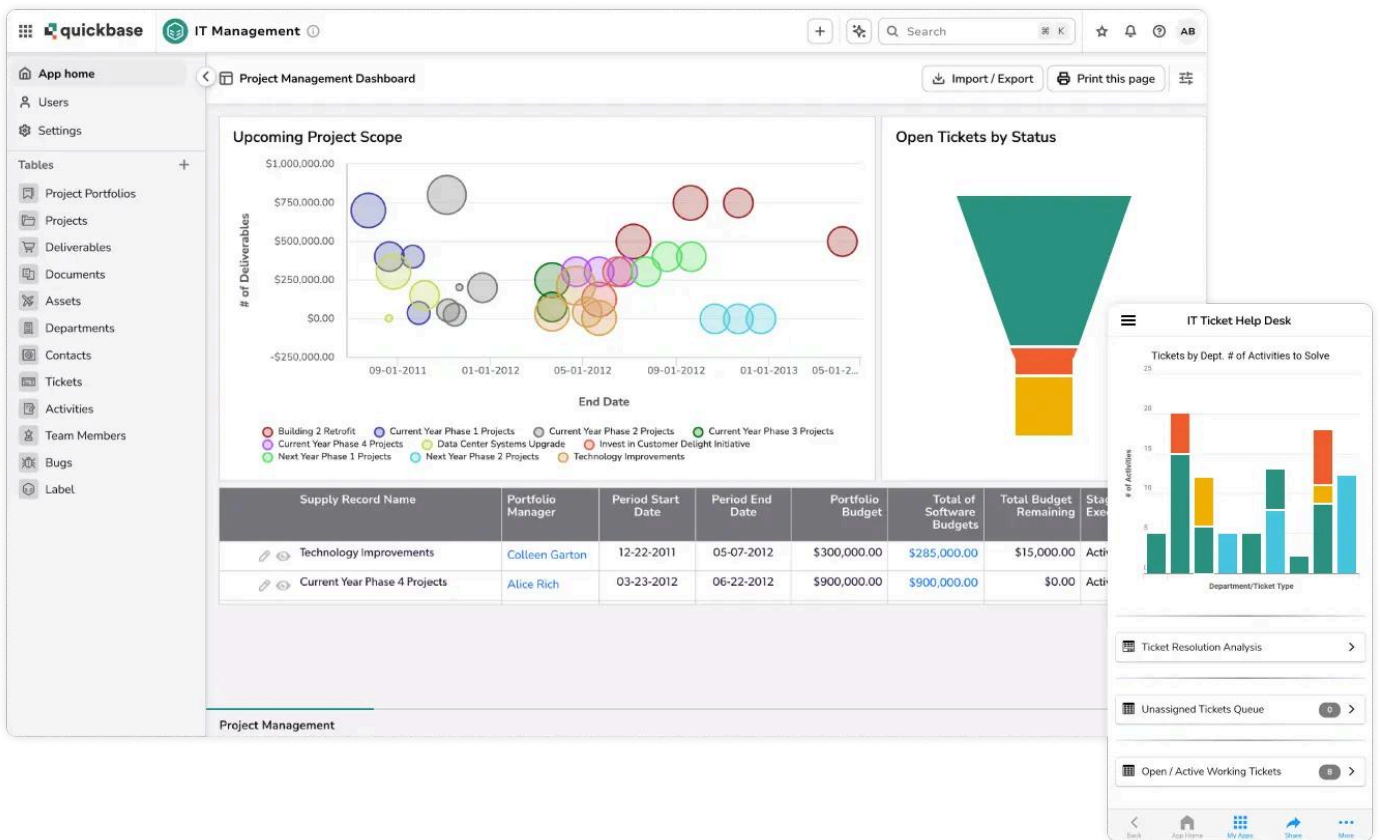 quickbase
IT Management
Search
⌘ K
AB
App home
Users
Settings
Tables
Project Portfolios
Projects
Deliverables
Documents
Assets
Departments
Contacts
Tickets
Activities
Team Members
Bugs
Label
Project Management Dashboard
Import / Export
Print this page
Upcoming Project Scope
$1,000,000.00
$750,000.00
$500,000.00
$250,000.00
$0.00
-$250,000.00
# of Deliverables
09-01-2011 01-01-2012 05-01-2012 09-01-2012 01-01-2013 05-01-2...
End Date
Building 2 Retrofit Current Year Phase 1 Projects Current Year Phase 2 Projects Current Year Phase 3 Projects
Current Year Phase 4 Projects Data Center Systems Upgrade Invest in Customer Delight Initiative
Next Year Phase 1 Projects Next Year Phase 2 Projects Technology Improvements
Open Tickets by Status
Supply Record Name Portfolio Manager Period Start Date Period End Date Portfolio Budget Total of Software Budgets Total Budget Remaining
Technology Improvements Colleen Garton 12-22-2011 05-07-2012 $300,000.00 $285,000.00 $15,000.00
Current Year Phase 4 Projects Alice Rich 03-23-2012 06-22-2012 $900,000.00 $900,000.00 $0.00
Project Management
IT Ticket Help Desk
Tickets by Dept. # of Activities to Solve
25
20
15
10
5
# of Activities
Department/Ticket Type
Ticket Resolution Analysis
Unassigned Tickets Queue 0
Open / Active Working Tickets 8
Back App Home My Apps Share More